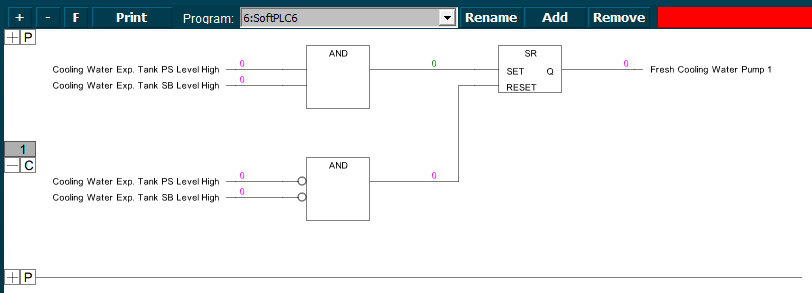 + - F Print Program: 6:SoftPLC6 Rename Add Remove
+ P
AND
SR
Cooling Water Exp. Tank PS Level High 0
0 SET Q 0 Fresh Cooling Water Pump 1
Cooling Water Exp. Tank SB Level High 0
RESET
1
- C
AND
Cooling Water Exp. Tank PS Level High 0
0
Cooling Water Exp. Tank SB Level High 0
+ P